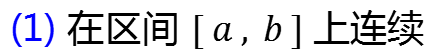 (1) 在区间 [ a , b ] 上连续